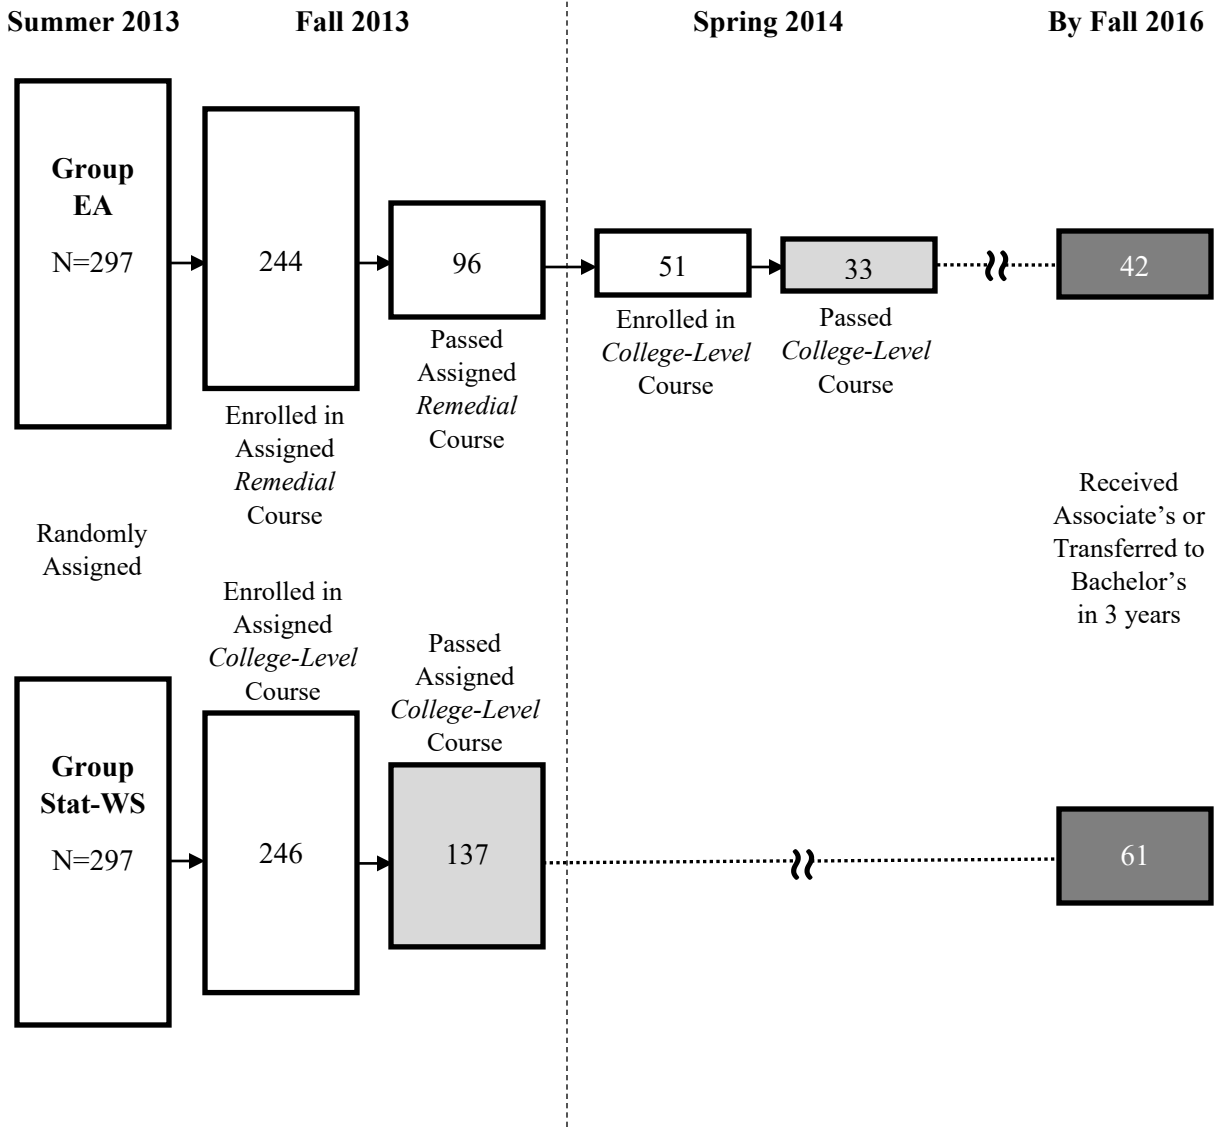 Summer 2013
Fall 2013
Spring 2014
By Fall 2016
Group
EA
N=297
244
Enrolled in
Assigned
Remedial
Course
96
Passed
Assigned
Remedial
Course
51
Enrolled in
College-Level
Course
33
Passed
College-Level
Course
42
Randomly
Assigned
Received
Associate's or
Transferred to
Bachelor's
in 3 years
Group
Stat-WS
N=297
Enrolled in
Assigned
College-Level
Course
246
Passed
Assigned
College-Level
Course
137
61